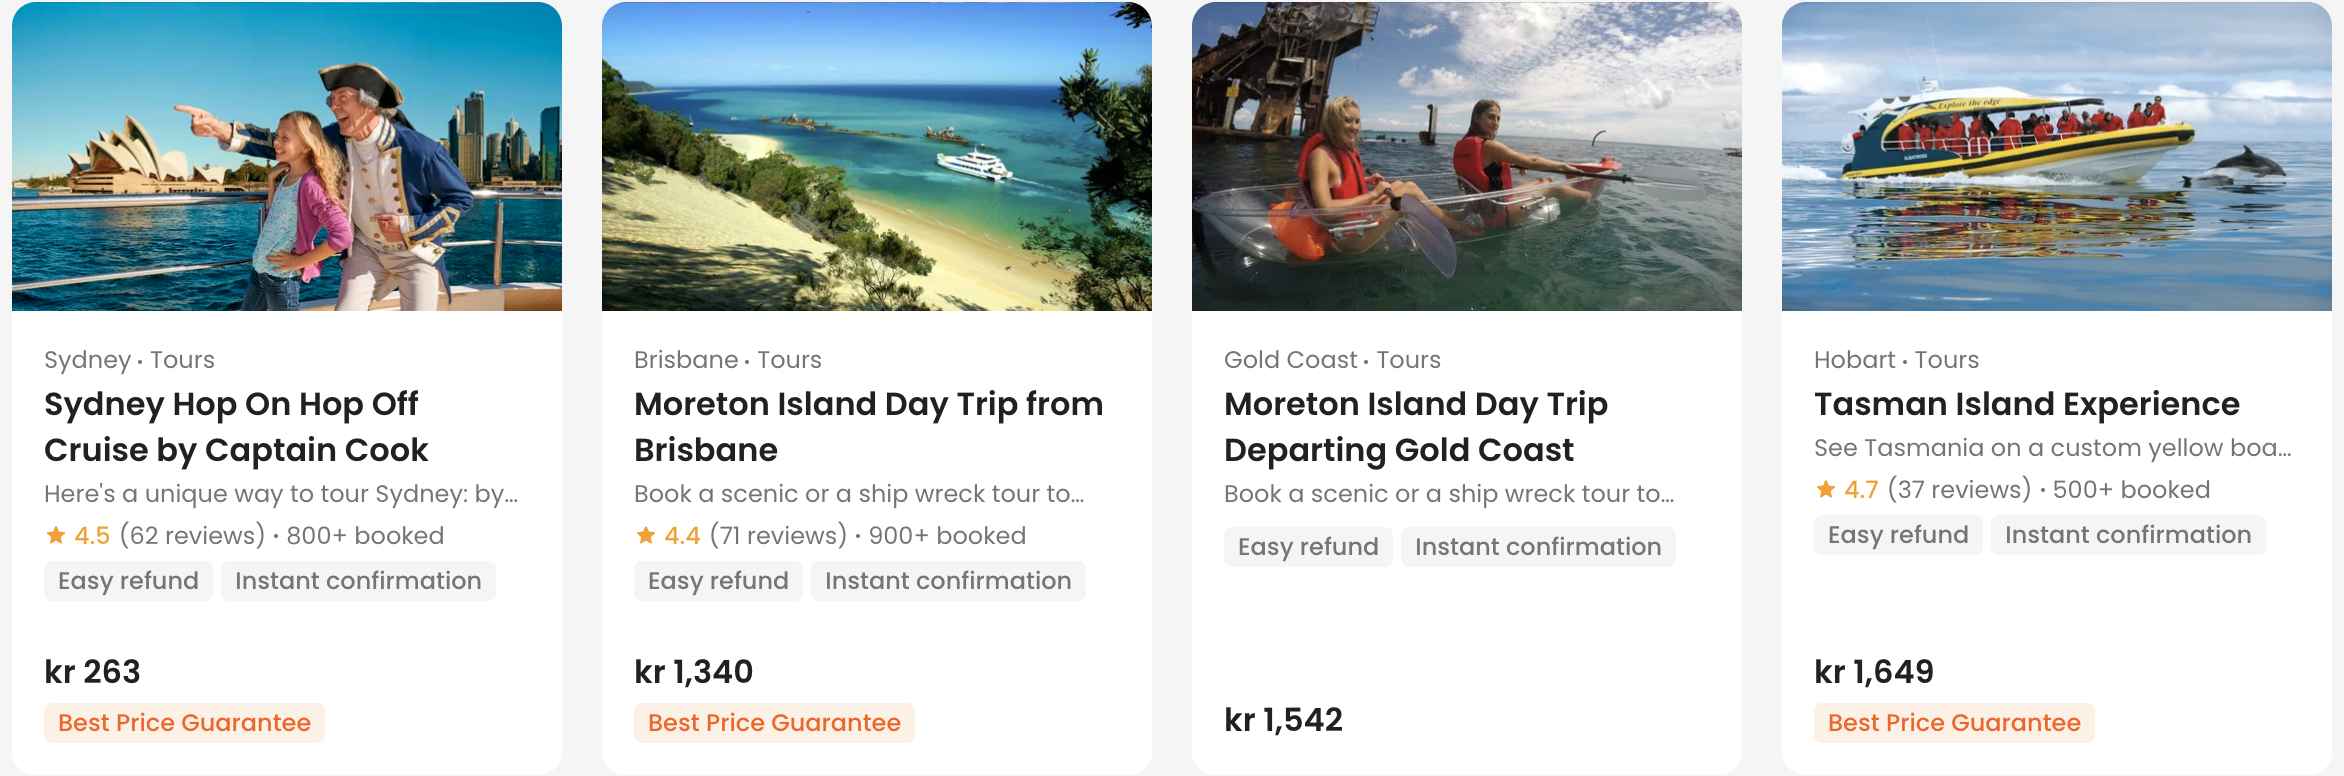 Explore the edge
ALBATROSS
Sydney · Tours
Sydney Hop On Hop Off
Cruise by Captain Cook
Here's a unique way to tour Sydney: by...
4.5 (62 reviews) · 800+ booked
Easy refund Instant confirmation
kr 263
Best Price Guarantee
Brisbane · Tours
Moreton Island Day Trip from
Brisbane
Book a scenic or a ship wreck tour to...
4.4 (71 reviews) · 900+ booked
Easy refund Instant confirmation
kr 1,340
Best Price Guarantee
Gold Coast · Tours
Moreton Island Day Trip
Departing Gold Coast
Book a scenic or a ship wreck tour to...
Easy refund Instant confirmation
kr 1,542
Hobart · Tours
Tasman Island Experience
See Tasmania on a custom yellow boa...
4.7 (37 reviews) · 500+ booked
Easy refund Instant confirmation
kr 1,649
Best Price Guarantee